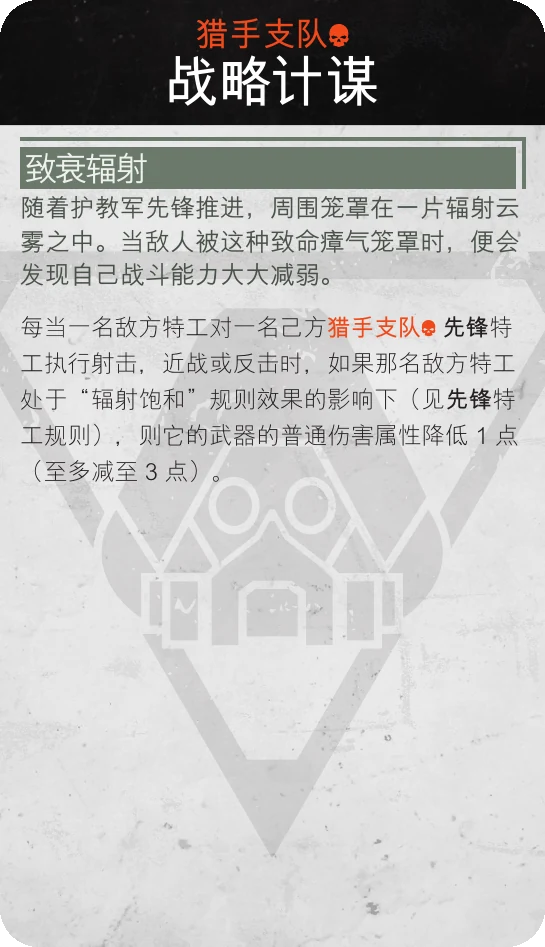 猎手支队
战略计谋
致衰辐射
随着护教军先锋推进，周围笼罩在一片辐射云
雾之中。当敌人被这种致命瘴气笼罩时，便会
发现自己战斗能力大大减弱。
每当一名敌方特工对一名己方猎手支队 先锋特
工执行射击，近战或反击时，如果那名敌方特工
处于“辐射饱和”规则效果的影响下（见先锋特
工规则），则它的武器的普通伤害属性降低 1 点
（至多减至 3 点）。